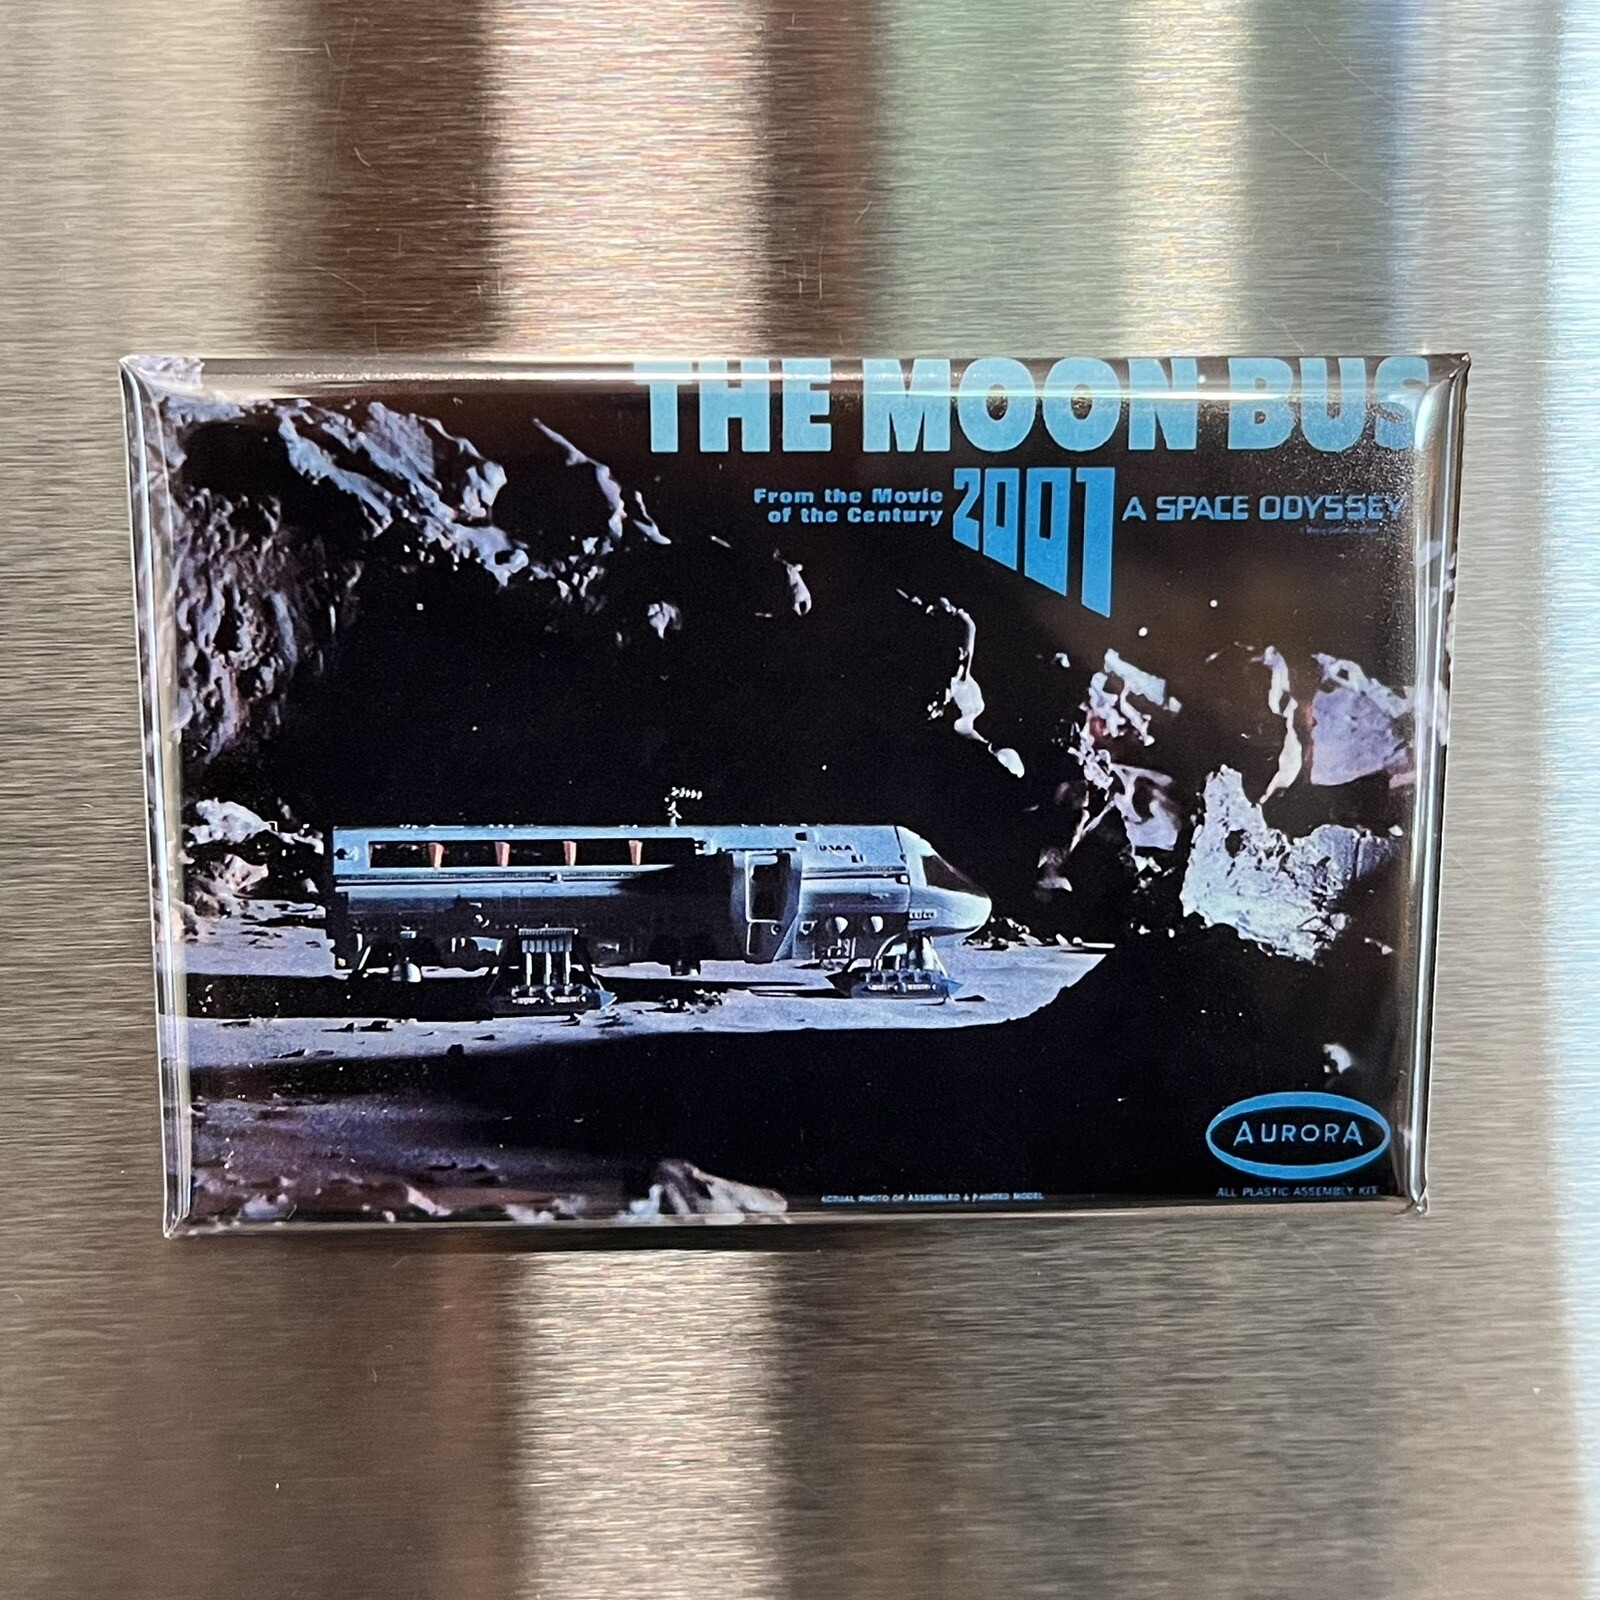 THE MOON BUS
From the Movie
of the Century
2001 A SPACE ODYSSEY
AURORA
ACTUAL PHOTO OF ASSEMBLED & PAINTED MODEL
ALL PLASTIC ASSEMBLY KIT